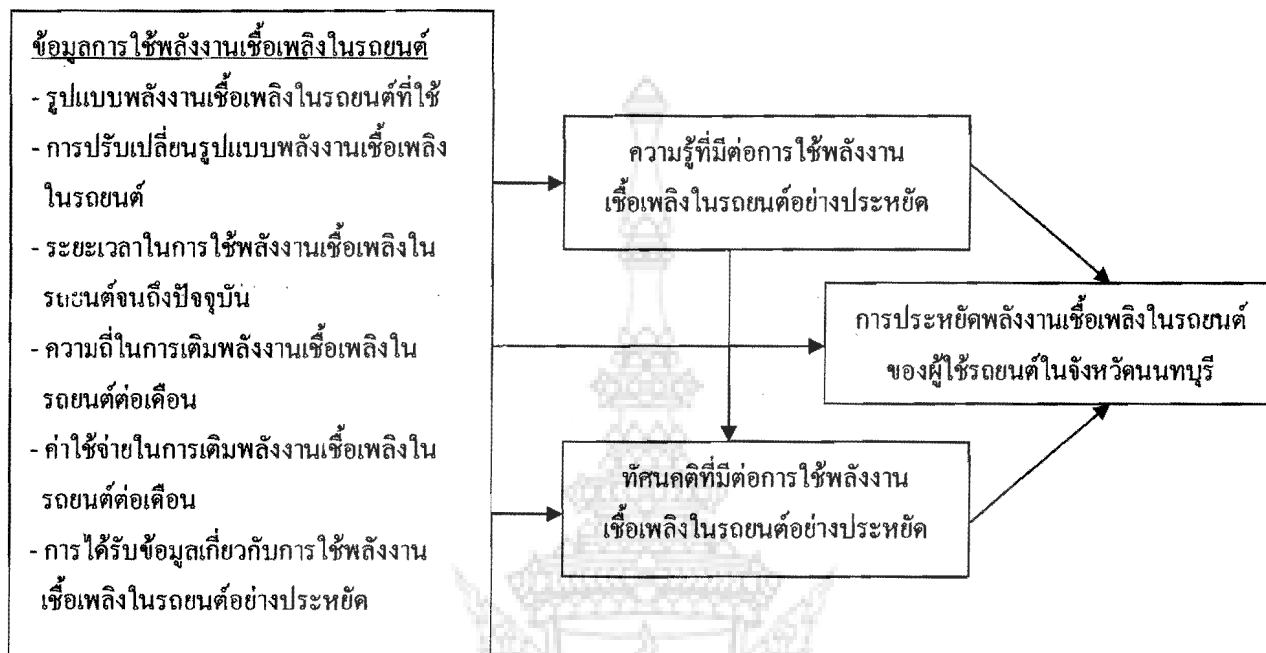 ข้อมูลการใช้พลังงานเชื้อเพลิงในรถยนต์
- รูปแบบพลังงานเชื้อเพลิงในรถยนต์ที่ใช้
- การปรับเปลี่ยนรูปแบบพลังงานเชื้อเพลิง
ในรถยนต์
- ระยะเวลาในการใช้พลังงานเชื้อเพลิงใน
รถยนต์จนถึงปัจจุบัน
- ความถี่ในการเติมพลังงานเชื้อเพลิงใน
รถยนต์ต่อเดือน
- ค่าใช้จ่ายในการเติมพลังงานเชื้อเพลิงใน
รถยนต์ต่อเดือน
- การได้รับข้อมูลเกี่ยวกับการใช้พลังงาน
เชื้อเพลิงในรถยนต์อย่างประหยัด
ความรู้ที่มีต่อการใช้พลังงาน
เชื้อเพลิงในรถยนต์อย่างประหยัด
ทัศนคติที่มีต่อการใช้พลังงาน
เชื้อเพลิงในรถยนต์อย่างประหยัด
การประหยัดพลังงานเชื้อเพลิงในรถยนต์
ของผู้ใช้รถยนต์ในจังหวัดนนทบุรี